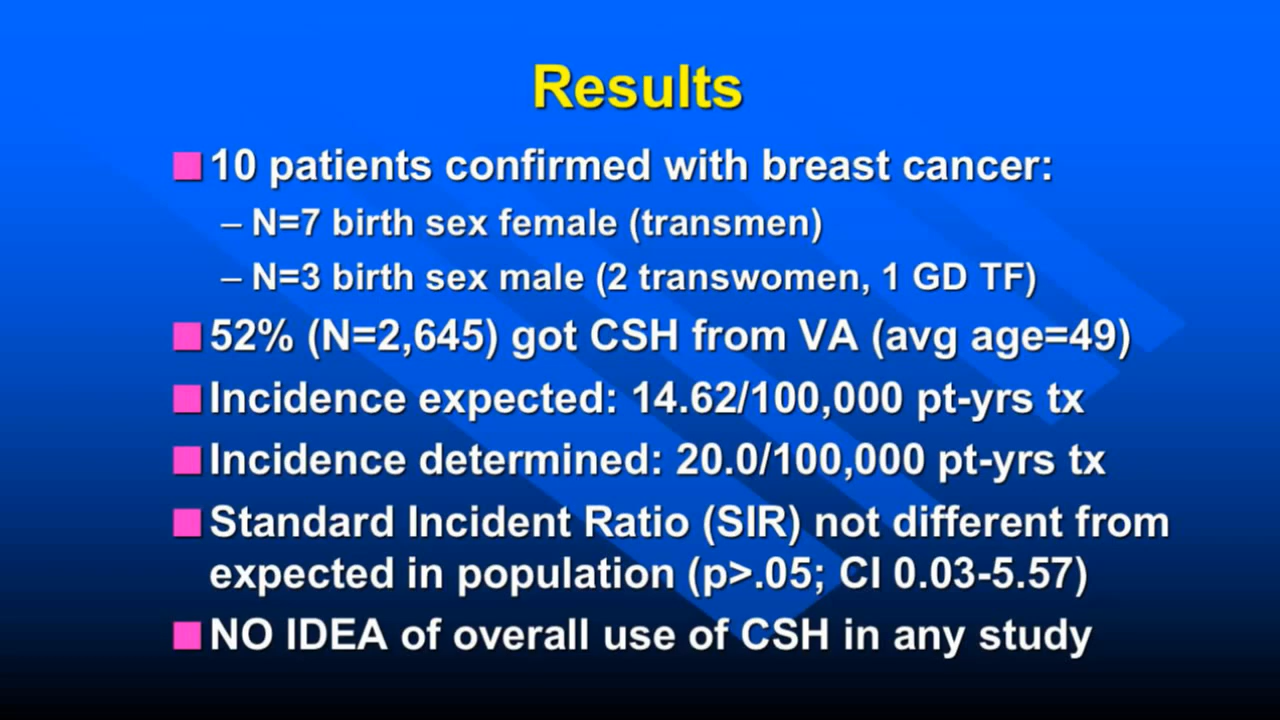 Results
10 patients confirmed with breast cancer:
– N=7 birth sex female (transmen)
– N=3 birth sex male (2 transwomen, 1 GD TF)
52% (N=2,645) got CSH from VA (avg age=49)
Incidence expected: 14.62/100,000 pt-yrs tx
Incidence determined: 20.0/100,000 pt-yrs tx
Standard Incident Ratio (SIR) not different from
expected in population (p>.05; CI 0.03-5.57)
NO IDEA of overall use of CSH in any study